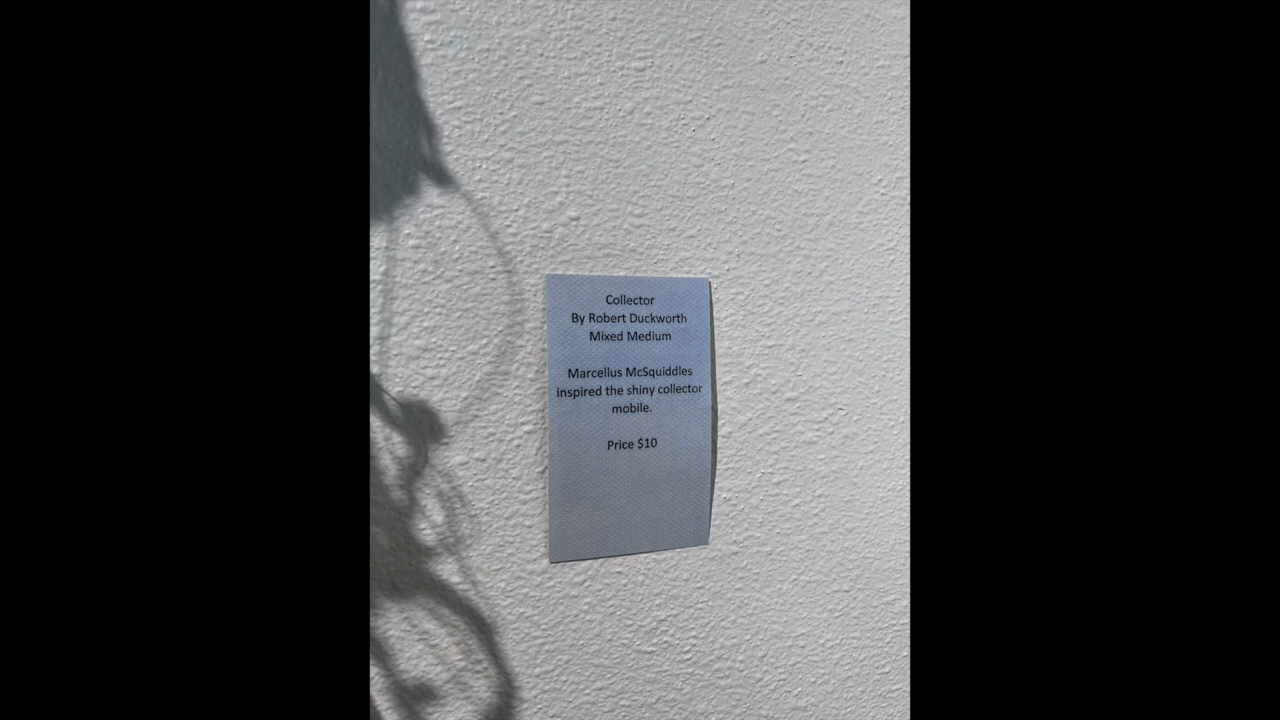 Collector
By Robert Duckworth
Mixed Medium
Marcellus McSquiddles
inspired the shiny collector
mobile.
Price $10